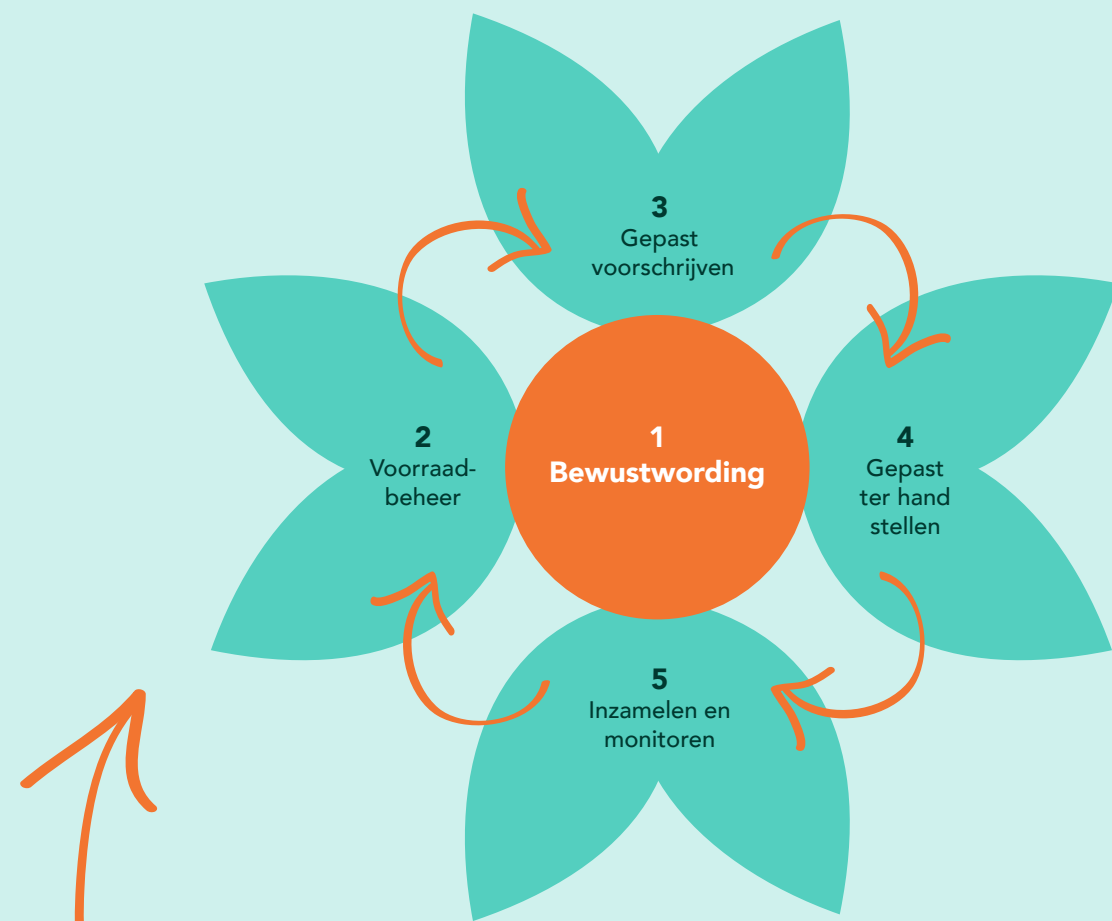 3
Gepast
voorschrijven
2
Voorraad-
beheer
1
Bewustwording
4
Gepast
ter hand
stellen
5
Inzamelen en
monitoren